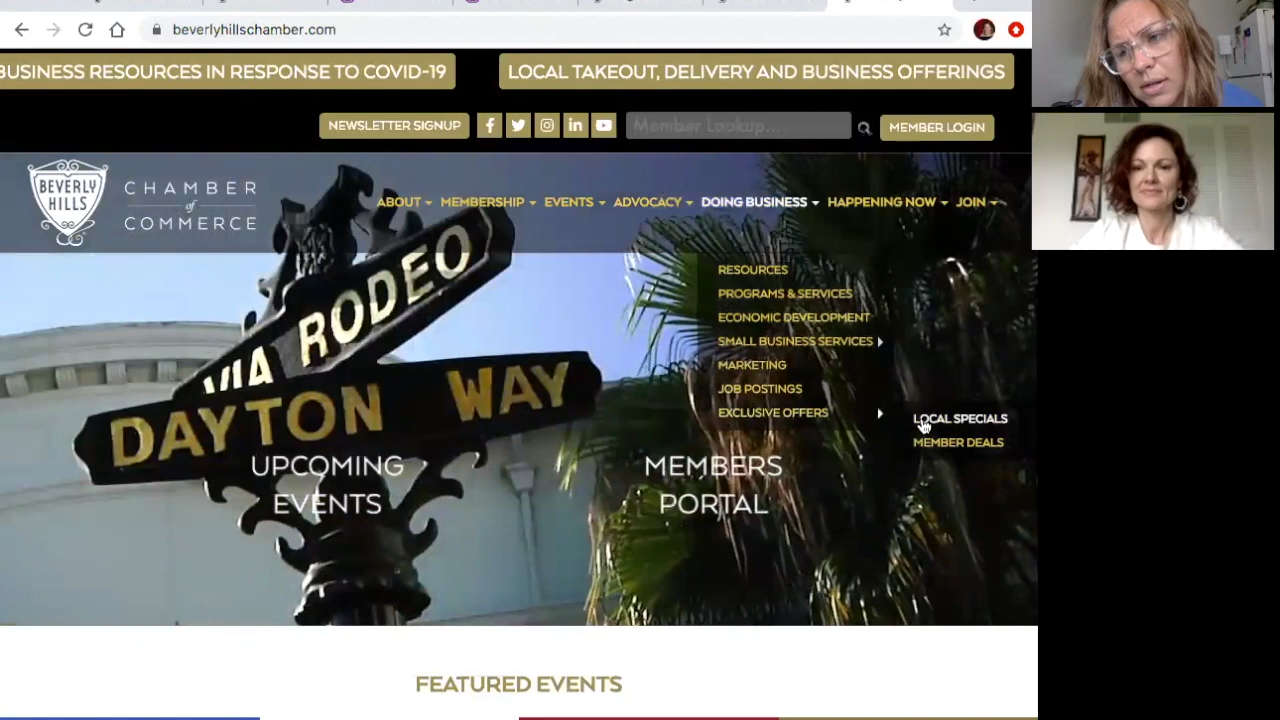 beverlyhillschamber.com
BUSINESS RESOURCES IN RESPONSE TO COVID-19
LOCAL TAKEOUT, DELIVERY AND BUSINESS OFFERINGS
NEWSLETTER SIGNUP
Member Lookup...
MEMBER LOGIN
BEVERLY
HILLS
CHAMBER
of
COMMERCE
ABOUT
MEMBERSHIP
EVENTS
ADVOCACY
DOING BUSINESS
HAPPENING NOW
JOIN
RESOURCES
PROGRAMS & SERVICES
ECONOMIC DEVELOPMENT
SMALL BUSINESS SERVICES
MARKETING
JOB POSTINGS
EXCLUSIVE OFFERS
LOCAL SPECIALS
MEMBER DEALS
VIA RODEO
DAYTON WAY
UPCOMING
EVENTS
MEMBERS
PORTAL
FEATURED EVENTS